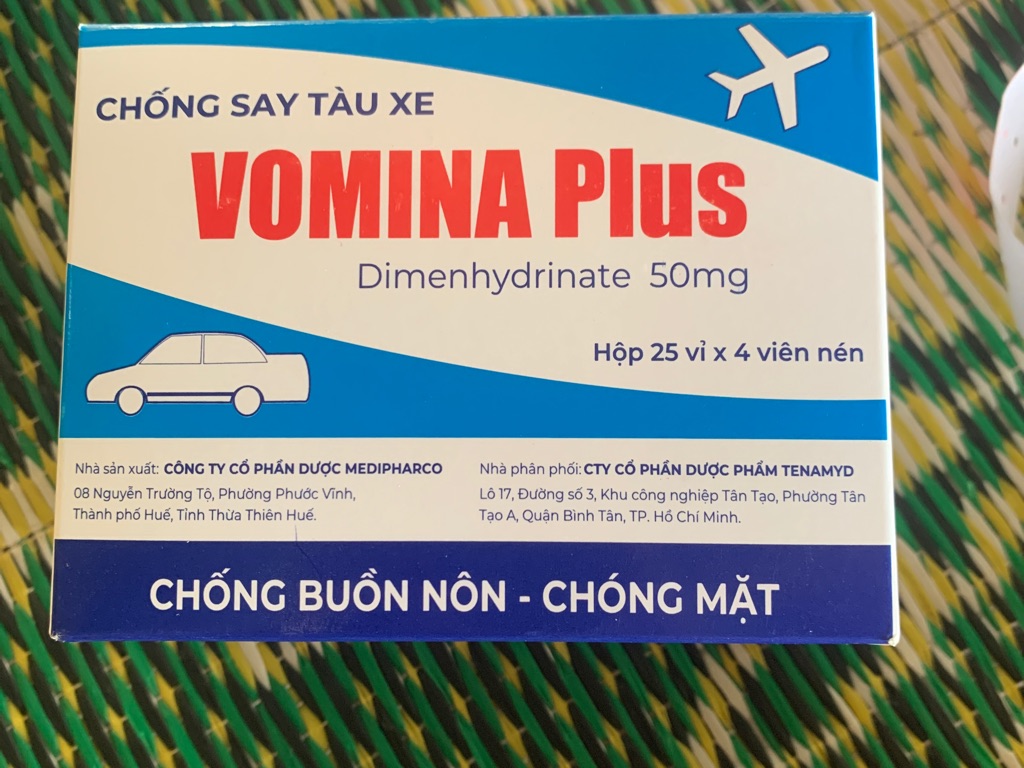 CHỐNG SAY TÀU XE
VOMINA Plus
Dimenhydrinate 50mg
Hộp 25 vỉ x 4 viên nén
Nhà sản xuất: CÔNG TY CỔ PHẦN DƯỢC MEDIPHARCO
08 Nguyễn Trường Tộ, Phường Phước Vĩnh,
Thành phố Huế, Tỉnh Thừa Thiên Huế.
Nhà phân phối: CTY CỔ PHẦN DƯỢC PHẨM TENAMYD
Lô 17, Đường số 3, Khu công nghiệp Tân Tạo, Phường Tân
Tạo A, Quận Bình Tân, TP. Hồ Chí Minh.
CHỐNG BUỒN NÔN - CHÓNG MẶT